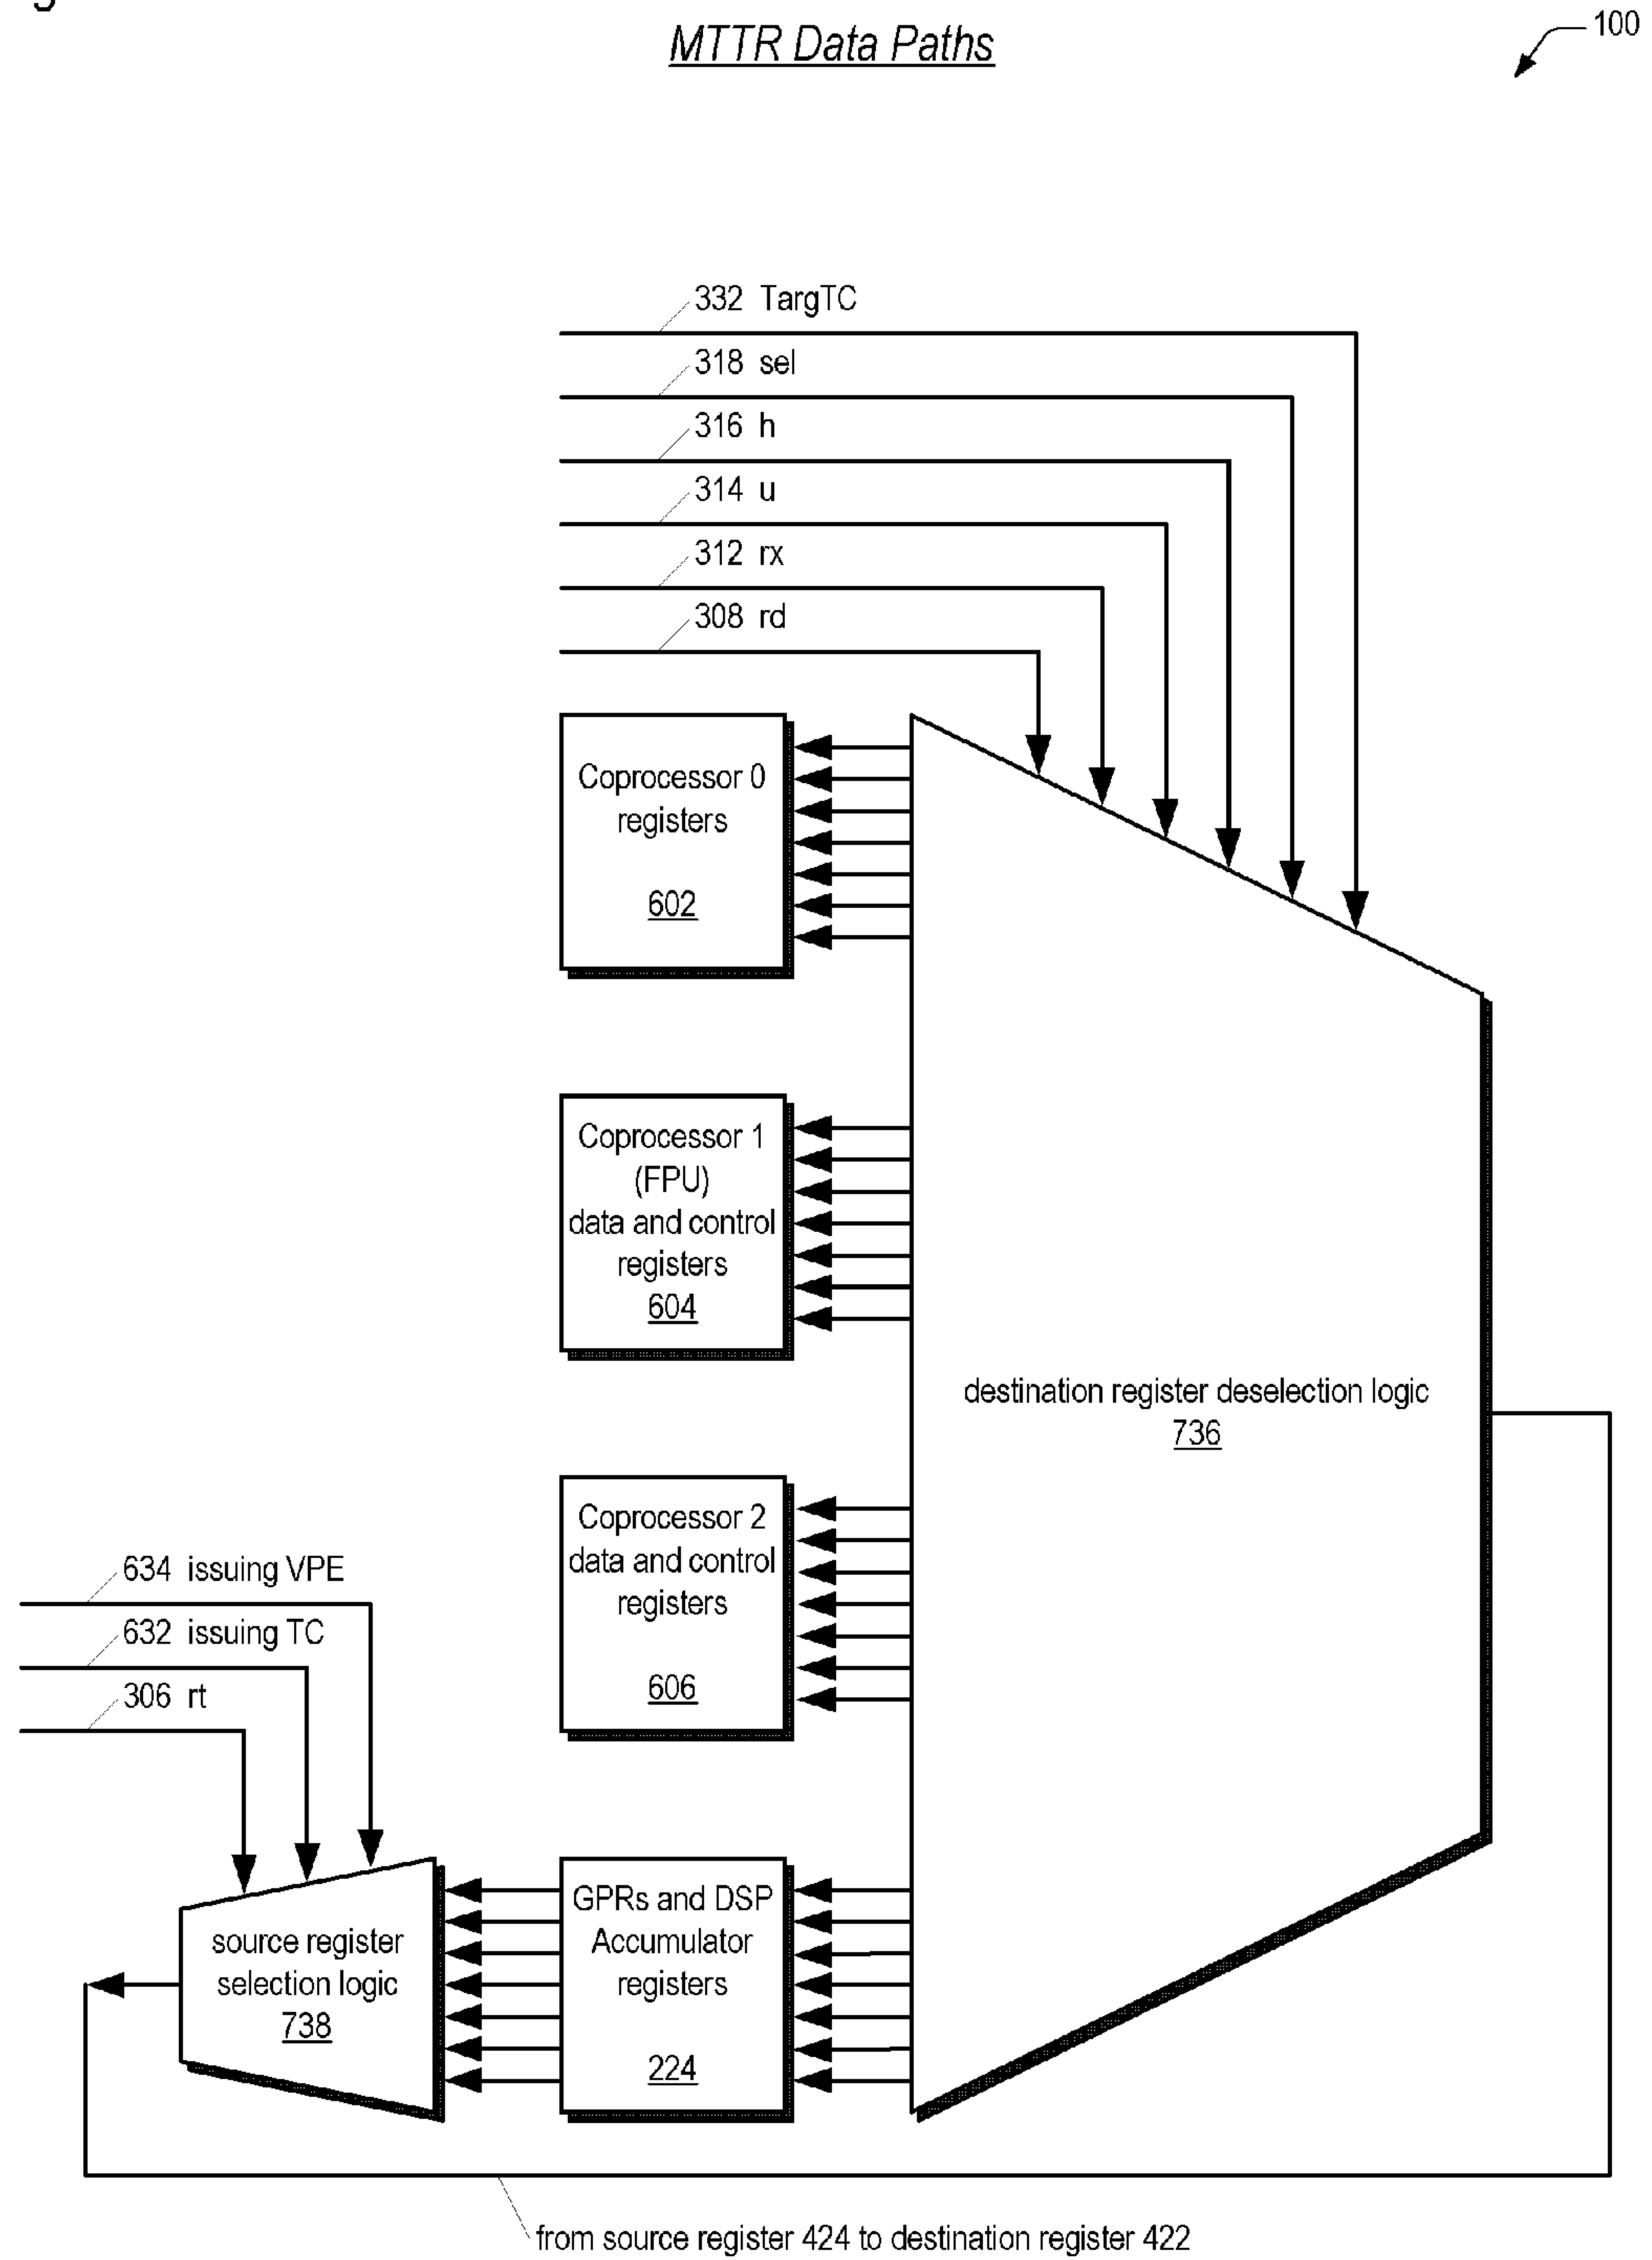 MTTR Data Paths
100
332 TargTC
318 sel
316 h
314 u
312 rx
308 rd
Coprocessor 0
registers
602
Coprocessor 1
(FPU)
data and control
registers
604
destination register deselection logic
736
Coprocessor 2
data and control
registers
606
634 issuing VPE
632 issuing TC
306 rt
source register
selection logic
738
GPRs and DSP
Accumulator
registers
224
from source register 424 to destination register 422